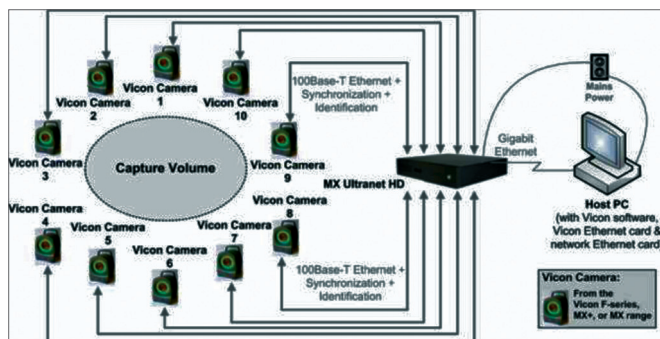 Vicon Camera
1
Vicon Camera
2
Vicon Camera
10
100Base-T Ethernet +
Synchronization +
Identification
Mains
Power
Vicon Camera
3
Capture Volume
Vicon Camera
9
MX Ultranet HD
Gigabit
Ethernet
Host PC
(with Vicon software,
Vicon Ethernet card &
network Ethernet card)
Vicon Camera
4
Vicon Camera
5
Vicon Camera
6
Vicon Camera
7
Vicon Camera
8
100Base-T Ethernet +
Synchronization +
Identification
Vicon Camera:
From the
Vicon F-series,
MX+, or MX range